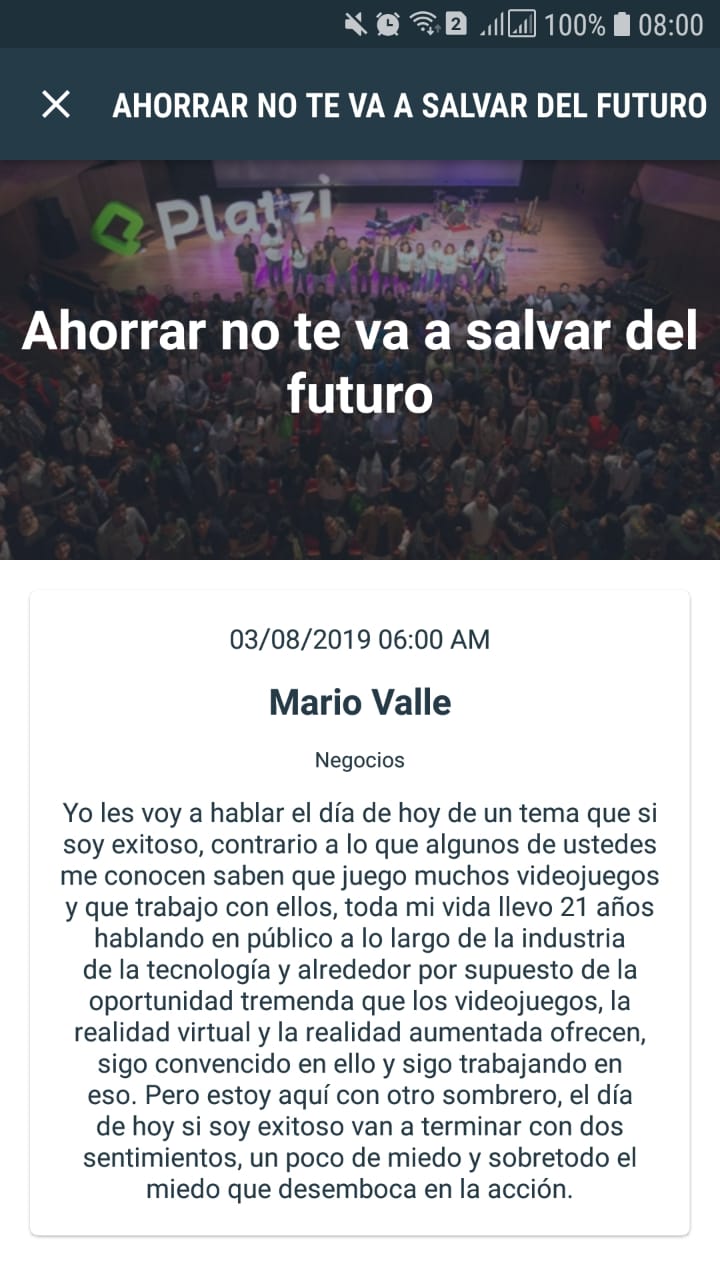 2 100% 08:00
AHORRAR NO TE VA A SALVAR DEL FUTURO
Platzi
Ahorrar no te va a salvar del
futuro
03/08/2019 06:00 AM
Mario Valle
Negocios
Yo les voy a hablar el día de hoy de un tema que si
soy exitoso, contrario a lo que algunos de ustedes
me conocen saben que juego muchos videojuegos
y que trabajo con ellos, toda mi vida llevo 21 años
hablando en público a lo largo de la industria
de la tecnología y alrededor por supuesto de la
oportunidad tremenda que los videojuegos, la
realidad virtual y la realidad aumentada ofrecen,
sigo convencido en ello y sigo trabajando en
eso. Pero estoy aquí con otro sombrero, el día
de hoy si soy exitoso van a terminar con dos
sentimientos, un poco de miedo y sobretodo el
miedo que desemboca en la acción.